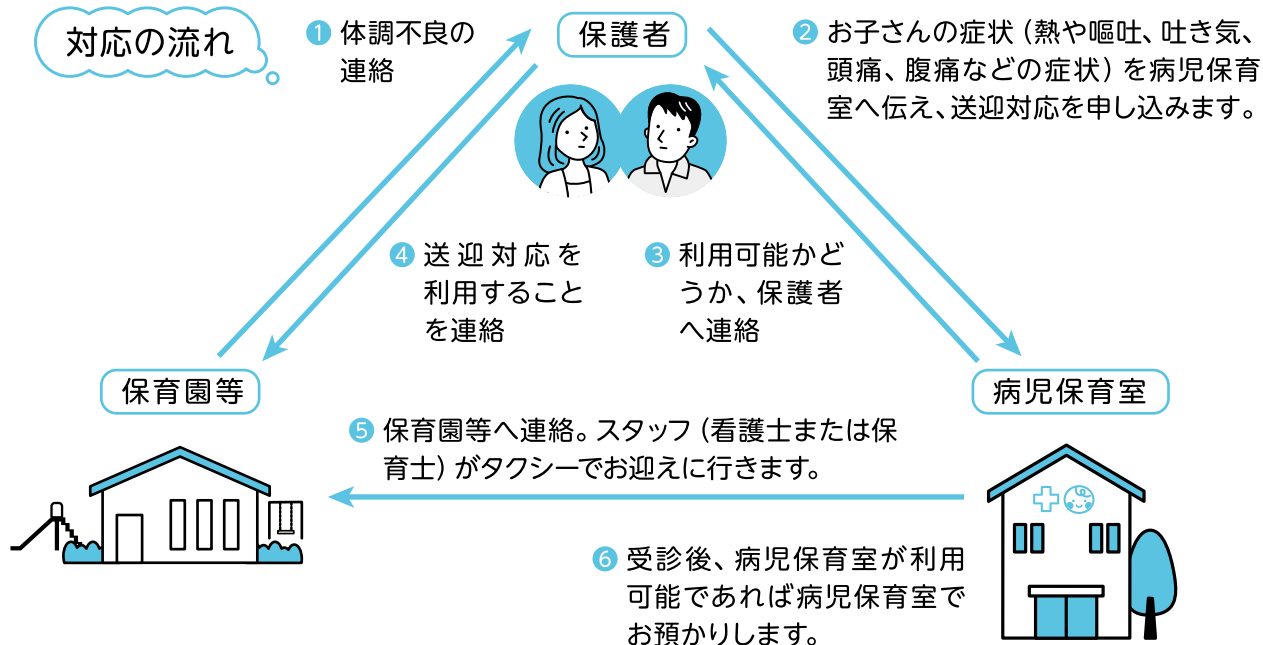 対応の流れ
❶ 体調不良の
連絡
保護者
❷ お子さんの症状（熱や嘔吐、吐き気、
頭痛、腹痛などの症状）を病児保育
室へ伝え、送迎対応を申し込みます。
❸ 利用可能かど
うか、保護者
へ連絡
❹ 送迎対応を
利用すること
を連絡
保育園等
病児保育室
❺ 保育園等へ連絡。スタッフ（看護士または保
育士）がタクシーでお迎えに行きます。
❻ 受診後、病児保育室が利用
可能であれば病児保育室で
お預かりします。